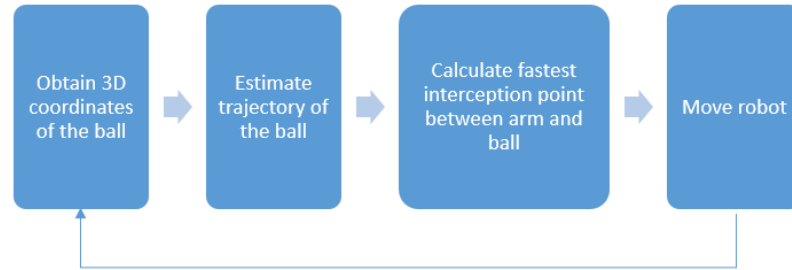 Obtain 3D
coordinates
of the ball
Estimate
trajectory of
the ball
Calculate fastest
interception point
between arm and
ball
Move robot